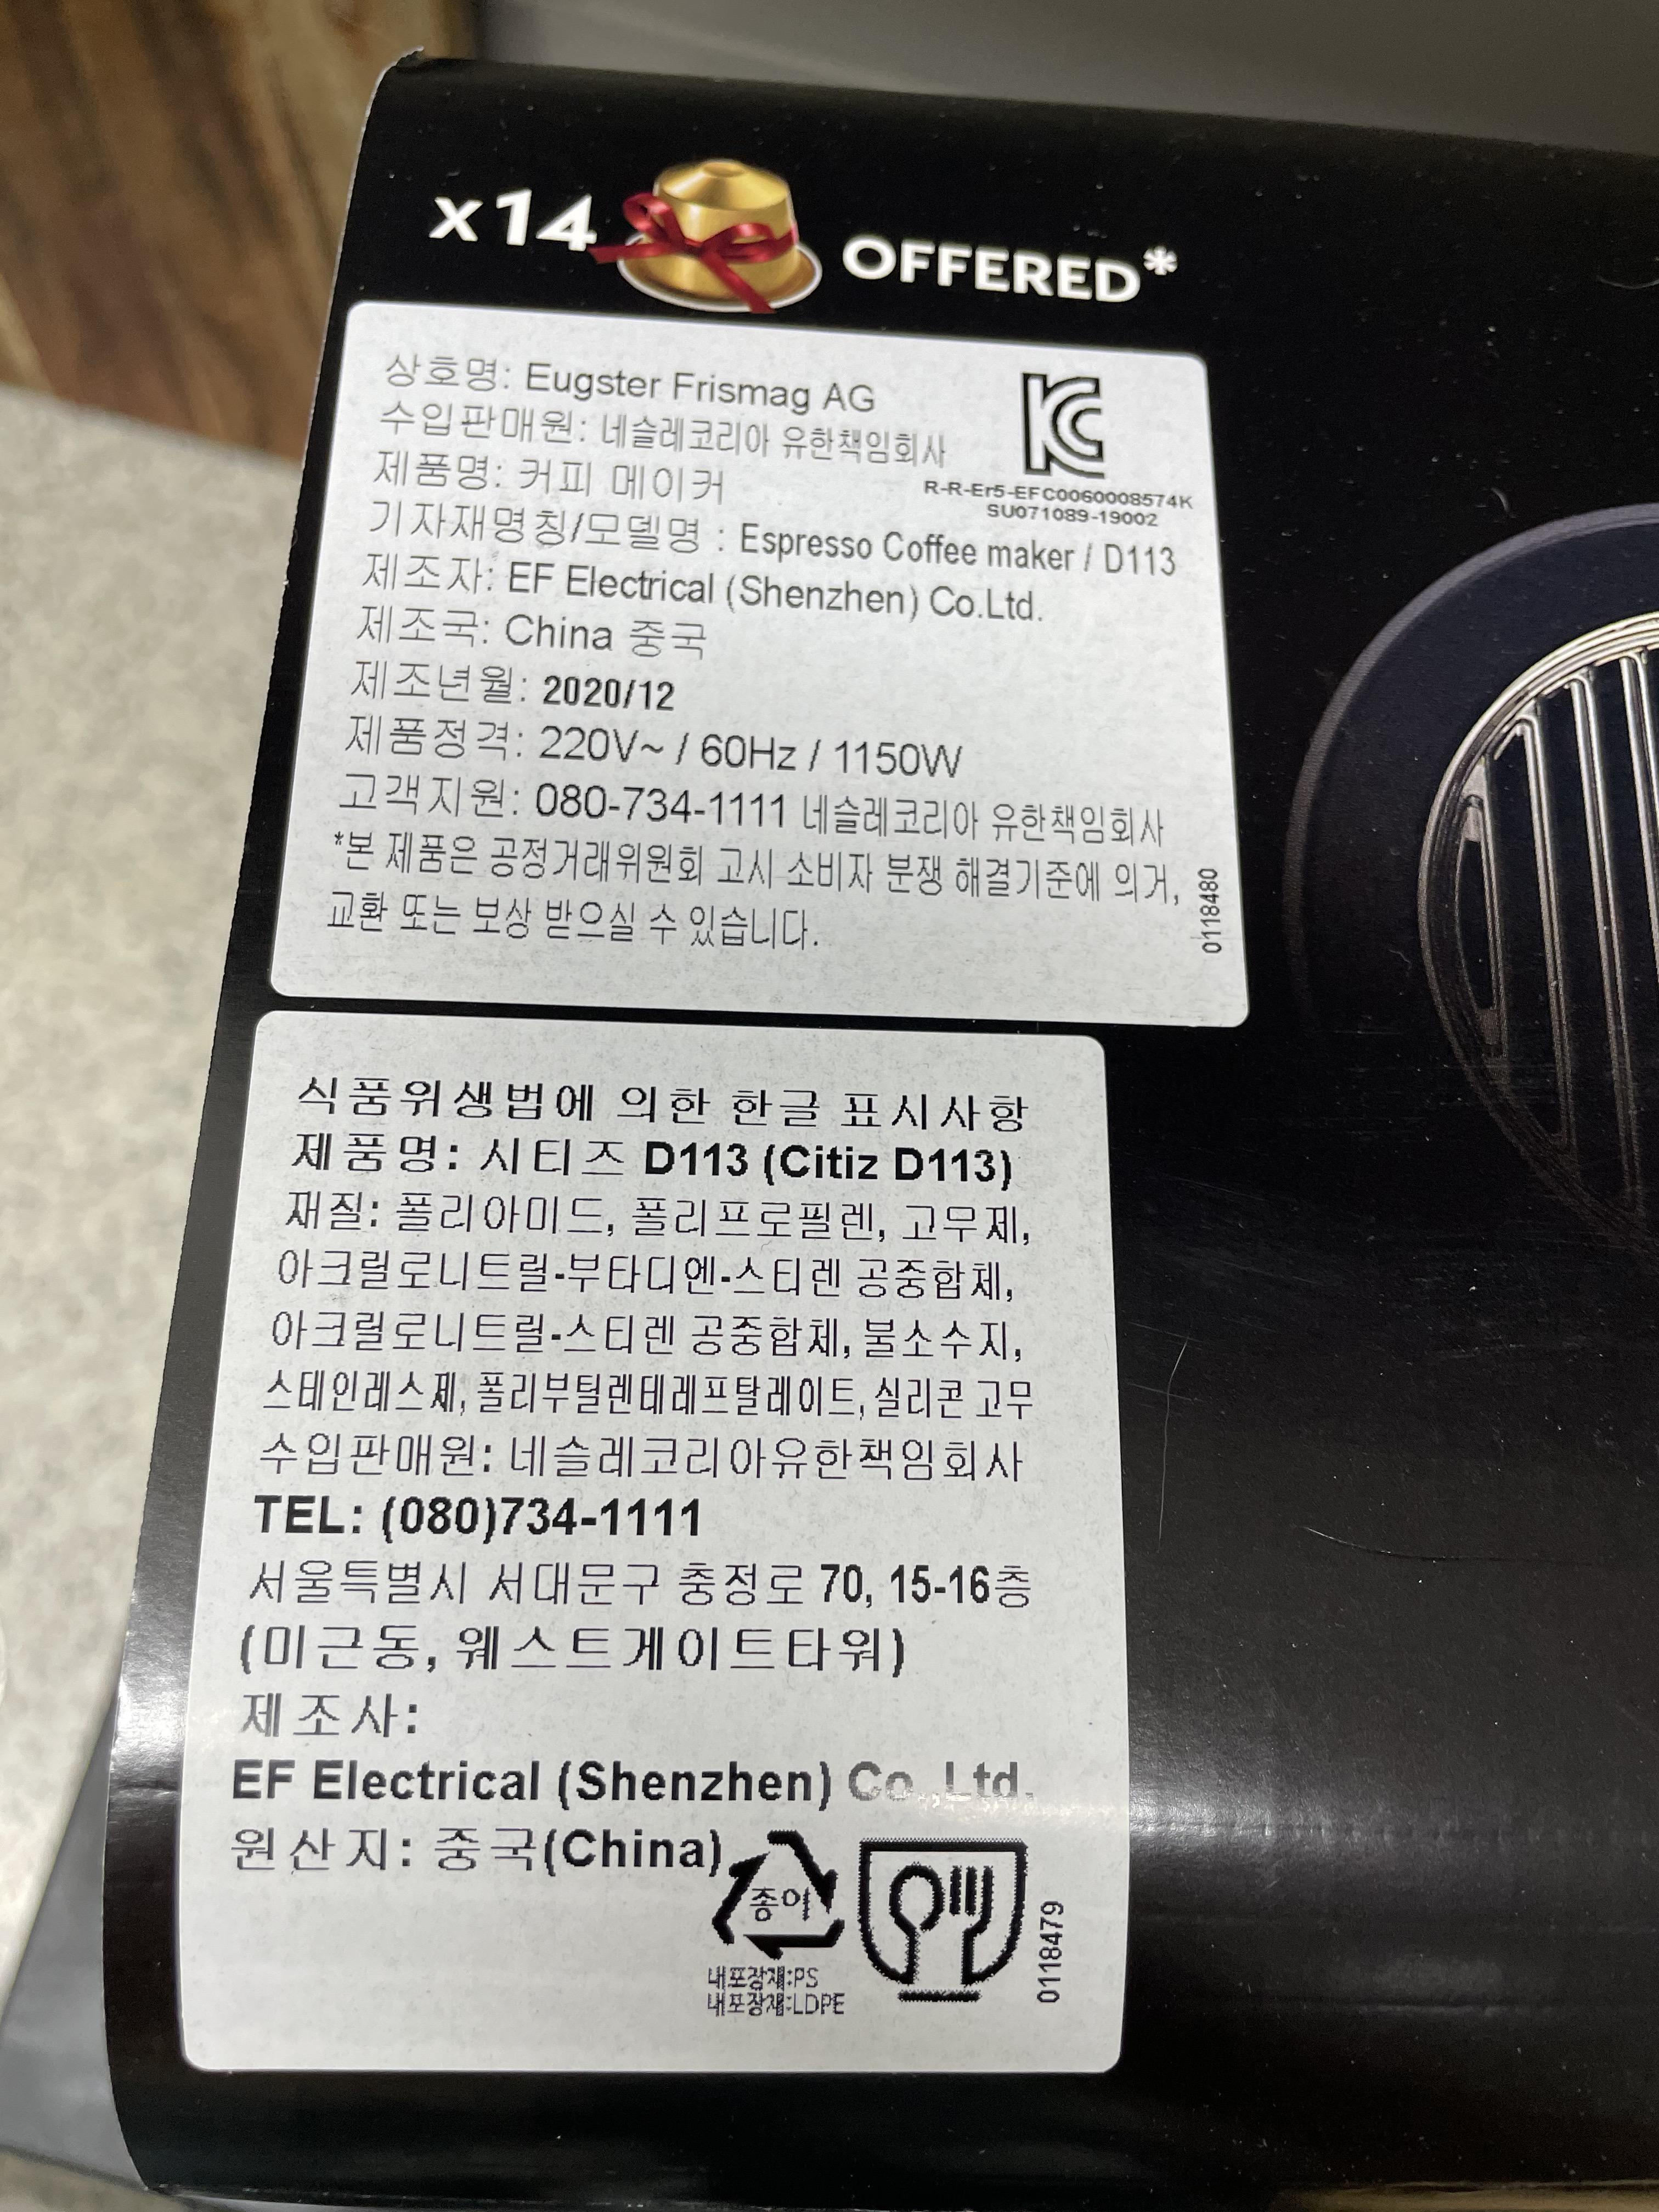 x14 OFFERED*
상호명: Eugster Frismag AG
수입판매원: 네슬레코리아 유한책임회사
제품명: 커피 메이커
R-R-Er5-EFC0060008574K
SU071089-19002
기자재명칭/모델명 : Espresso Coffee maker / D113
제조자: EF Electrical (Shenzhen) Co.Ltd.
제조국: China 중국
제조년월: 2020/12
제품정격: 220V~ / 60Hz / 1150W
고객지원: 080-734-1111 네슬레코리아 유한책임회사
*본 제품은 공정거래위원회 고시 소비자 분쟁 해결기준에 의거,
교환 또는 보상 받으실 수 있습니다.
0118480
식품위생법에 의한 한글 표시사항
제품명: 시티즈 D113 (Citiz D113)
재질: 폴리아미드, 폴리프로필렌, 고무제,
아크릴로니트릴-부타디엔-스티렌 공중합체,
아크릴로니트릴-스티렌 공중합체, 불소수지,
스테인레스제, 폴리부틸렌테레프탈레이트, 실리콘 고무
수입판매원: 네슬레코리아유한책임회사
TEL: (080)734-1111
서울특별시 서대문구 충정로 70, 15-16층
(미근동, 웨스트게이트타워)
제조사:
EF Electrical (Shenzhen) Co.,Ltd.
원산지: 중국(China)
종이
내포장재:PS
내포장재:LDPE
0118479